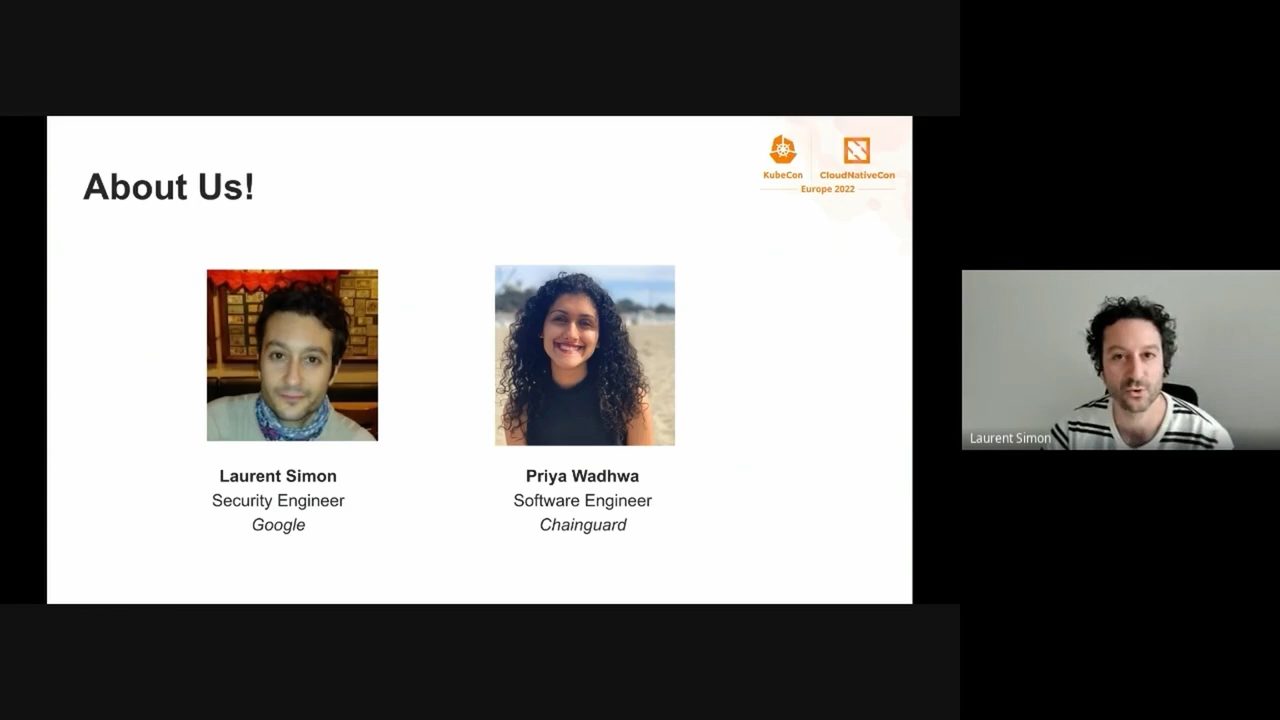 About Us!
KubeCon
CloudNativeCon
Europe 2022
Laurent Simon
Security Engineer
Google
Priya Wadhwa
Software Engineer
Chainguard
Laurent Simon